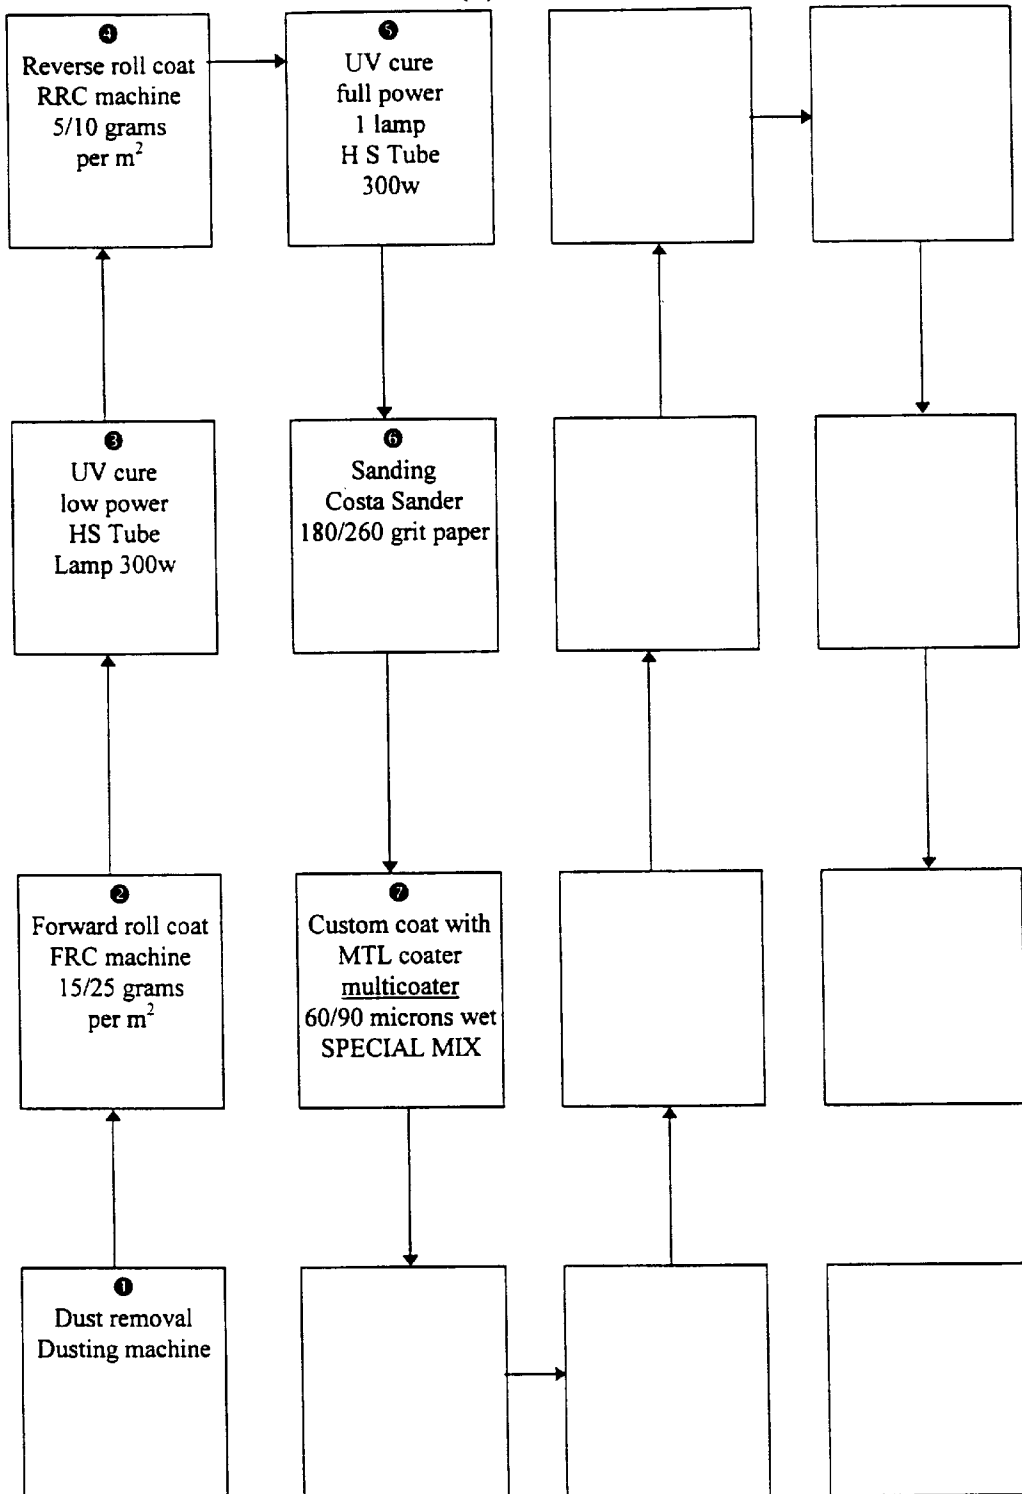 ❹
Reverse roll coat
RRC machine
5/10 grams
per m²
❺
UV cure
full power
1 lamp
H S Tube
300w
❸
UV cure
low power
HS Tube
Lamp 300w
❻
Sanding
Costa Sander
180/260 grit paper
❷
Forward roll coat
FRC machine
15/25 grams
per m²
❼
Custom coat with
MTL coater
multicoater
60/90 microns wet
SPECIAL MIX
❶
Dust removal
Dusting machine